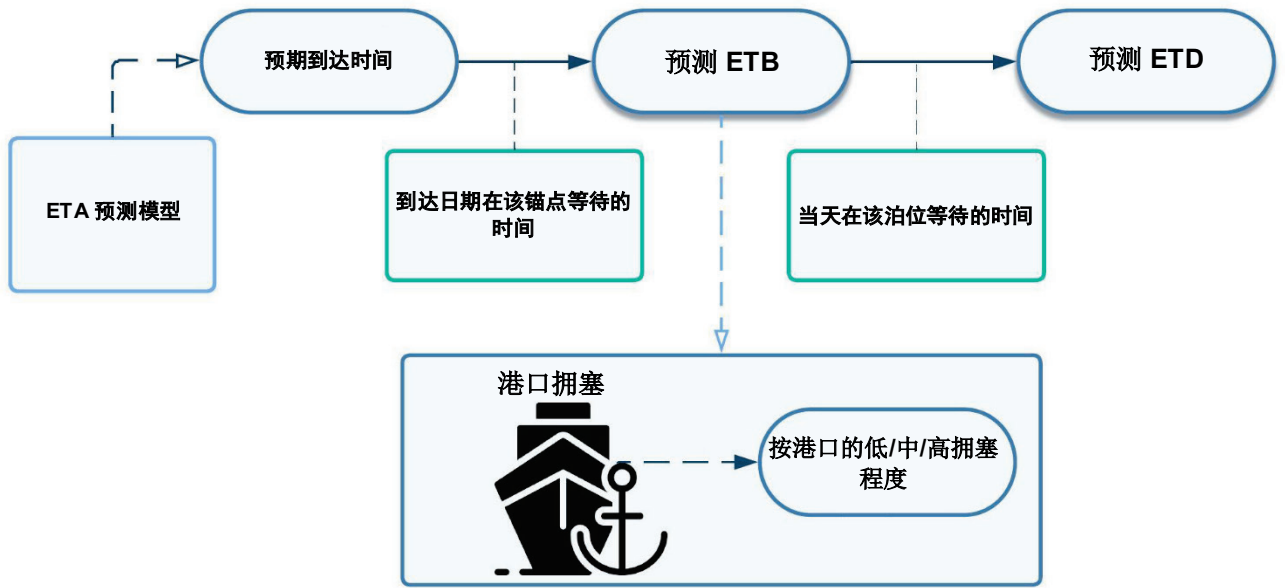 预期到达时间
预测 ETB
预测 ETD
ETA 预测模型
到达日期在该锚点等待的
时间
当天在该泊位等待的时间
港口拥塞
按港口的低/中/高拥塞
程度